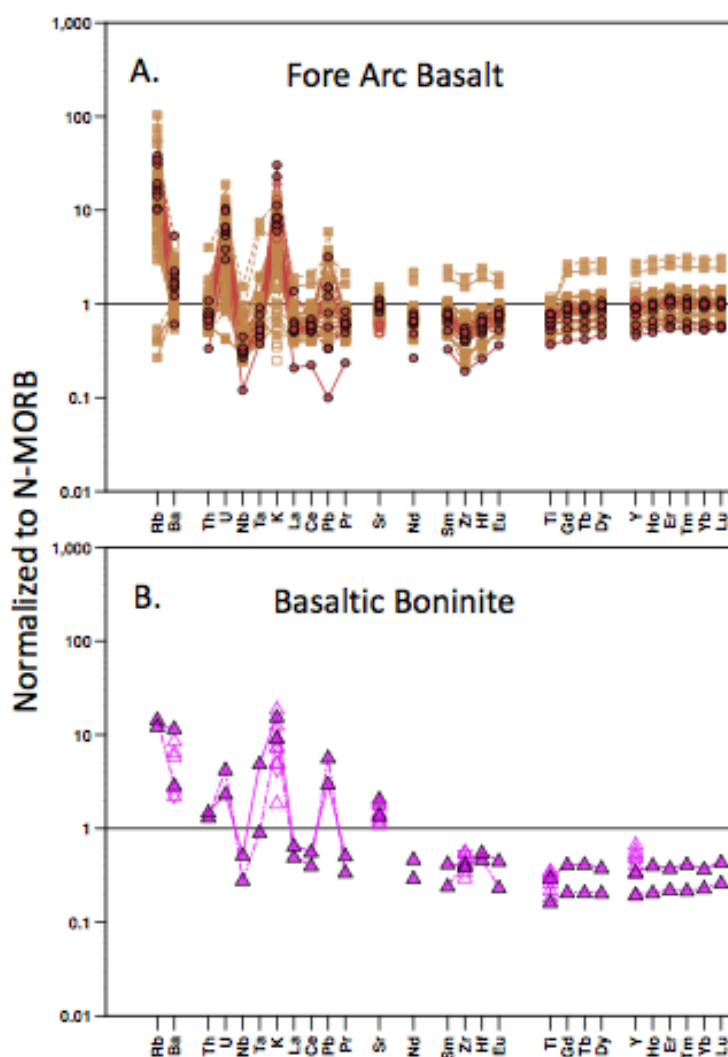 1,000
A.
Fore Arc Basalt
100
10
1
0.1
0.01
Rb Ba Th U Nb Ta K La Ce Pb Pr Sr Nd Sm Zr Hf Eu Ti Gd Tb Dy Y Ho Er Tm Yb Lu
Normalized to N-MORB
1,000
B.
Basaltic Boninite
100
10
1
0.1
0.01
Rb Ba Th U Nb Ta K La Ce Pb Pr Sr Nd Sm Zr Hf Eu Ti Gd Tb Dy Y Ho Er Tm Yb Lu